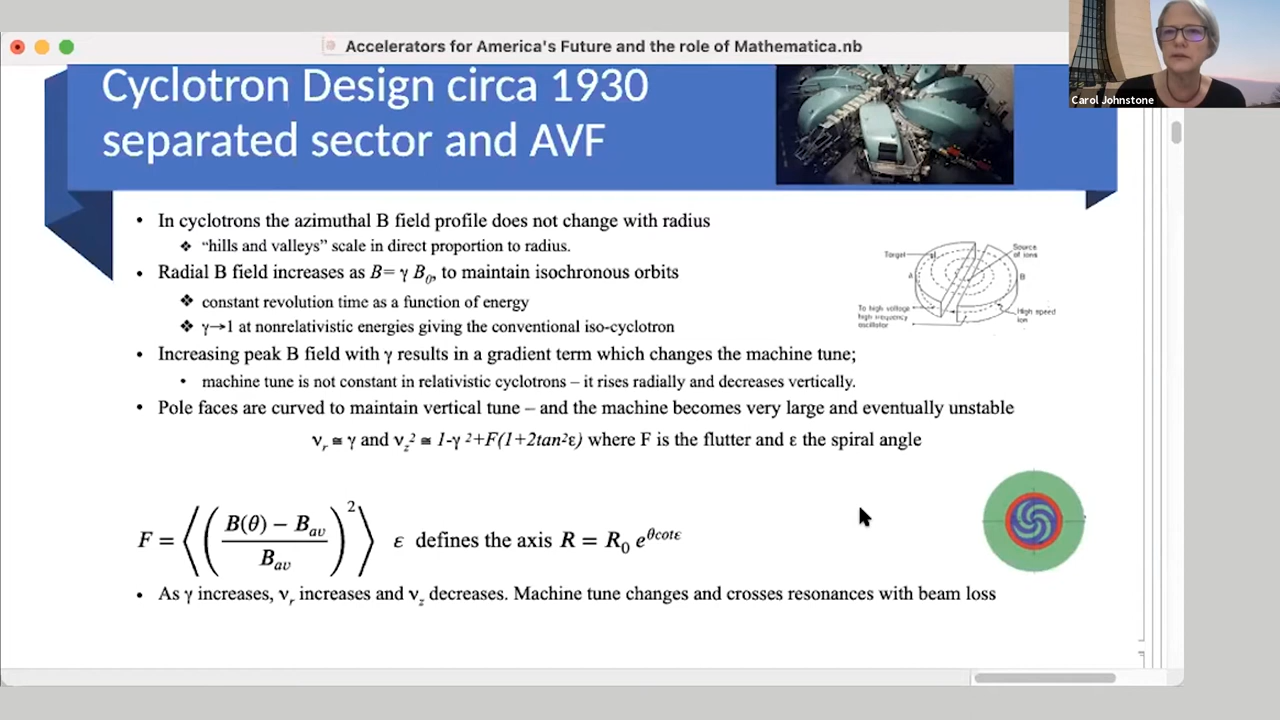 Accelerators for America's Future and the role of Mathematica.nb
Carol Johnstone
Cyclotron Design circa 1930
separated sector and AVF
• In cyclotrons the azimuthal B field profile does not change with radius
❖ “hills and valleys” scale in direct proportion to radius.
• Radial B field increases as B= γ B₀, to maintain isochronous orbits
❖ constant revolution time as a function of energy
❖ γ→1 at nonrelativistic energies giving the conventional iso-cyclotron
• Increasing peak B field with γ results in a gradient term which changes the machine tune;
• machine tune is not constant in relativistic cyclotrons – it rises radially and decreases vertically.
• Pole faces are curved to maintain vertical tune – and the machine becomes very large and eventually unstable
νᵣ ≅ γ and ν_z² ≅ 1-γ ²+F(1+2tan²ε) where F is the flutter and ε the spiral angle
F = ⟨((B(θ) − B_av)/B_av)²⟩ ε defines the axis R = R₀ e^θcotε
• As γ increases, νᵣ increases and ν_z decreases. Machine tune changes and crosses resonances with beam loss
Target
Source
of ions
A
B
To high voltage
high frequency
oscillator
High speed
ion